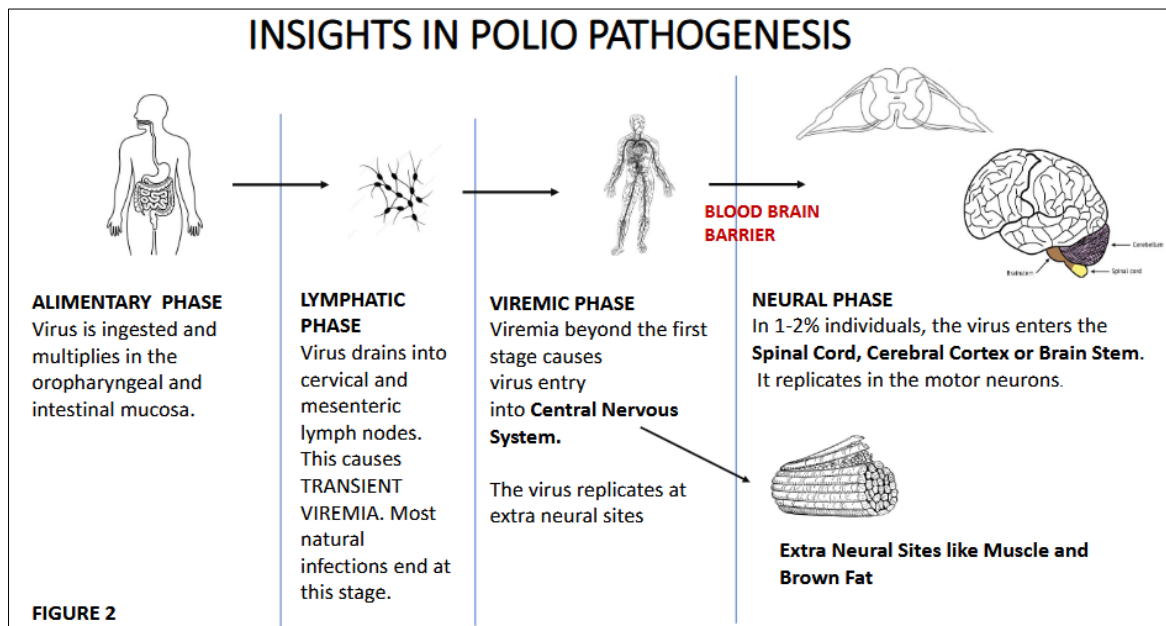 INSIGHTS IN POLIO PATHOGENESIS
BLOOD BRAIN
BARRIER
Cerebellum
Brainstem
Spinal cord
ALIMENTARY PHASE
Virus is ingested and
multiplies in the
oropharyngeal and
intestinal mucosa.
LYMPHATIC
PHASE
Virus drains into
cervical and
mesenteric
lymph nodes.
This causes
TRANSIENT
VIREMIA. Most
natural
infections end at
this stage.
VIREMIC PHASE
Viremia beyond the first
stage causes
virus entry
into Central Nervous
System.
The virus replicates at
extra neural sites
NEURAL PHASE
In 1-2% individuals, the virus enters the
Spinal Cord, Cerebral Cortex or Brain Stem.
It replicates in the motor neurons.
Extra Neural Sites like Muscle and
Brown Fat
FIGURE 2